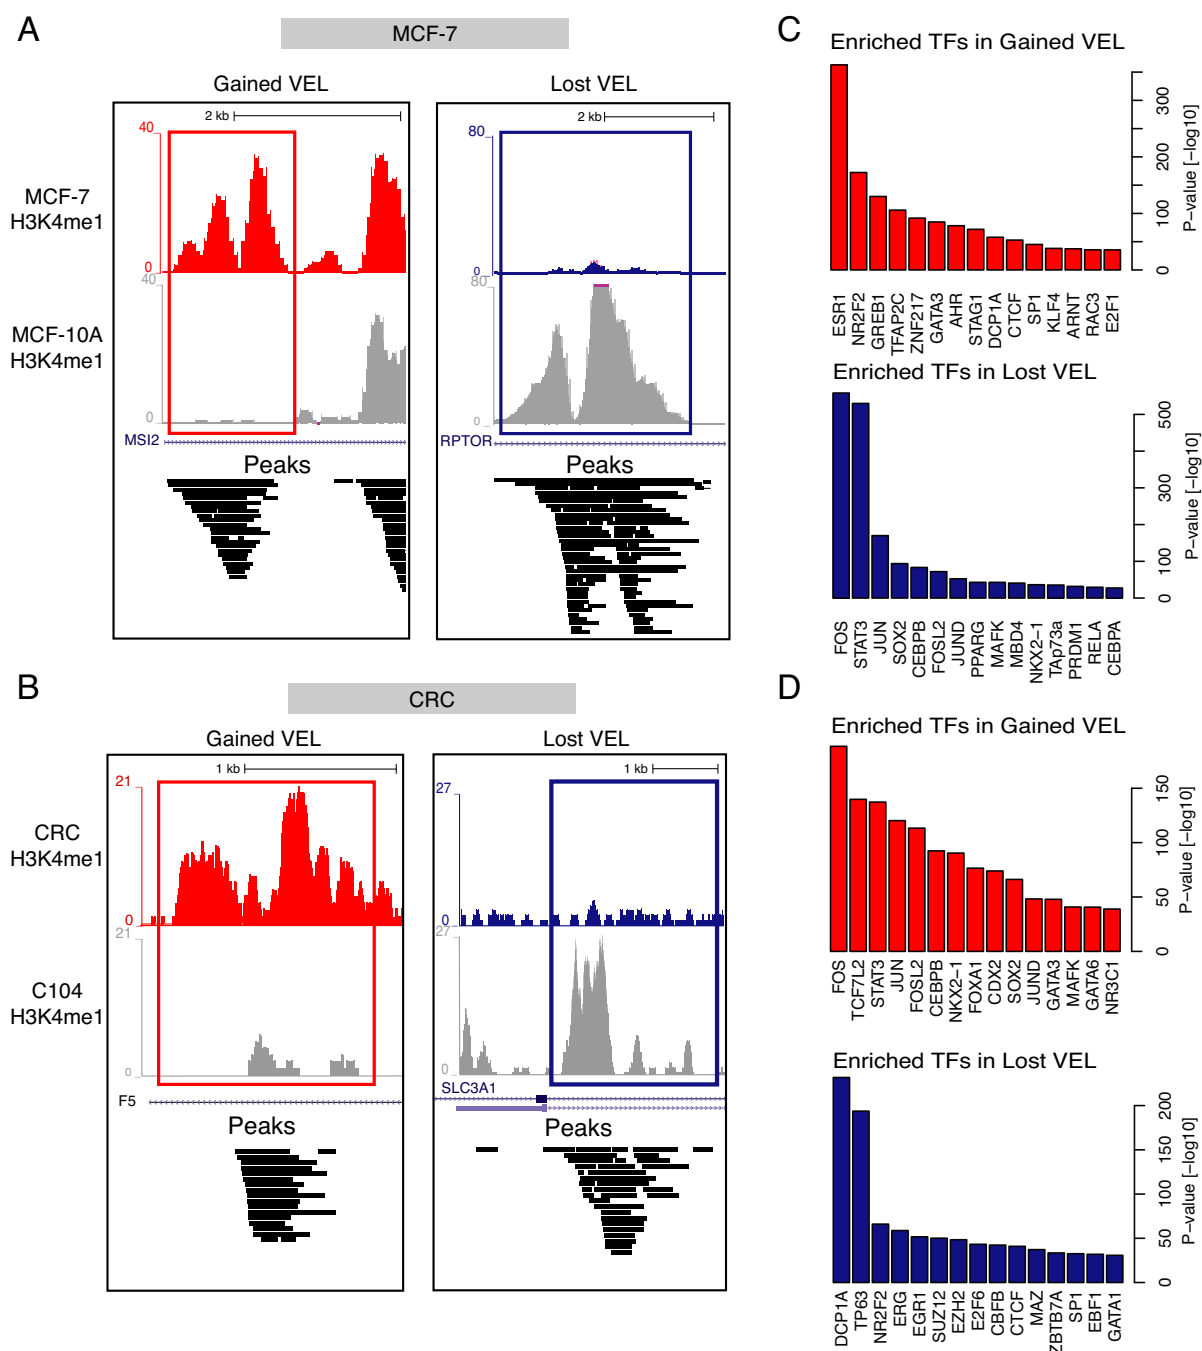 A
MCF-7
Gained VEL
Lost VEL
2 kb
2 kb
40
80
MCF-7
H3K4me1
0
0
40
80
MCF-10A
H3K4me1
0
0
MSI2
RPTOR
Peaks
Peaks
B
CRC
Gained VEL
Lost VEL
1 kb
1 kb
21
27
CRC
H3K4me1
0
0
21
27
C104
H3K4me1
0
0
F5
SLC3A1
Peaks
Peaks
C
Enriched TFs in Gained VEL
0
100
200
300
P-value [-log10]
ESR1
NR2F2
GREB1
TFAP2C
ZNF217
GATA3
AHR
STAG1
DCP1A
CTCF
SP1
KLF4
ARNT
RAC3
E2F1
Enriched TFs in Lost VEL
0
100
300
500
P-value [-log10]
FOS
STAT3
JUN
SOX2
CEBPB
FOSL2
JUND
PPARG
MAFK
MBD4
NKX2-1
TAp73a
PRDM1
RELA
CEBPA
D
Enriched TFs in Gained VEL
0
50
100
150
P-value [-log10]
FOS
TCF7L2
STAT3
JUN
FOSL2
CEBPB
NKX2-1
FOXA1
CDX2
SOX2
JUND
GATA3
MAFK
GATA6
NR3C1
Enriched TFs in Lost VEL
0
50
100
150
200
P-value [-log10]
DCP1A
TP63
NR2F2
ERG
EGR1
SUZ12
EZH2
E2F6
CBFB
CTCF
MAZ
ZBTB7A
SP1
EBF1
GATA1